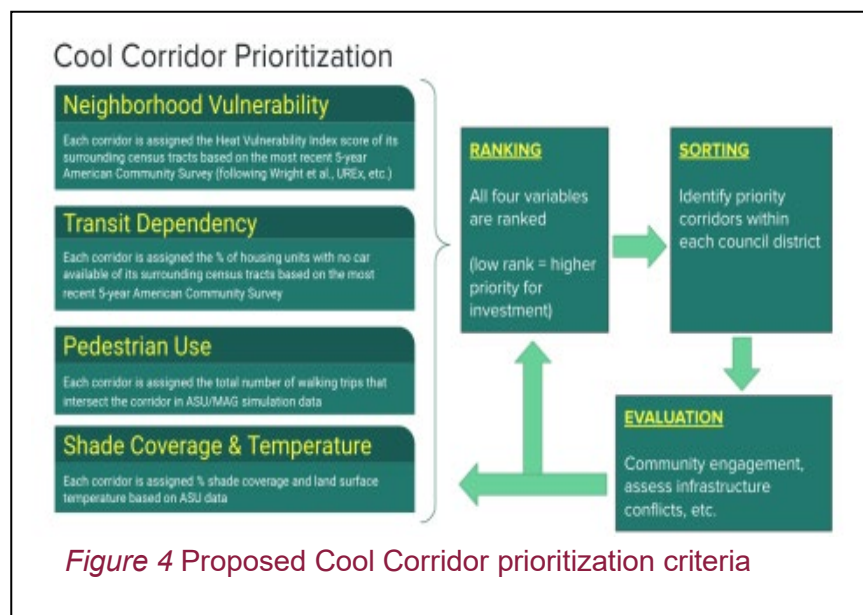 Cool Corridor Prioritization
Neighborhood Vulnerability
Each corridor is assigned the Heat Vulnerability Index score of its
surrounding census tracts based on the most recent 5-year
American Community Survey (following Wright et al., UREx, etc.)
Transit Dependency
Each corridor is assigned the % of housing units with no car
available of its surrounding census tracts based on the most
recent 5-year American Community Survey
Pedestrian Use
Each corridor is assigned the total number of walking trips that
intersect the corridor in ASU/MAG simulation data
Shade Coverage & Temperature
Each corridor is assigned % shade coverage and land surface
temperature based on ASU data
RANKING
All four variables
are ranked
(low rank = higher
priority for
investment)
SORTING
Identify priority
corridors within
each council district
EVALUATION
Community engagement,
assess infrastructure
conflicts, etc.
Figure 4 Proposed Cool Corridor prioritization criteria